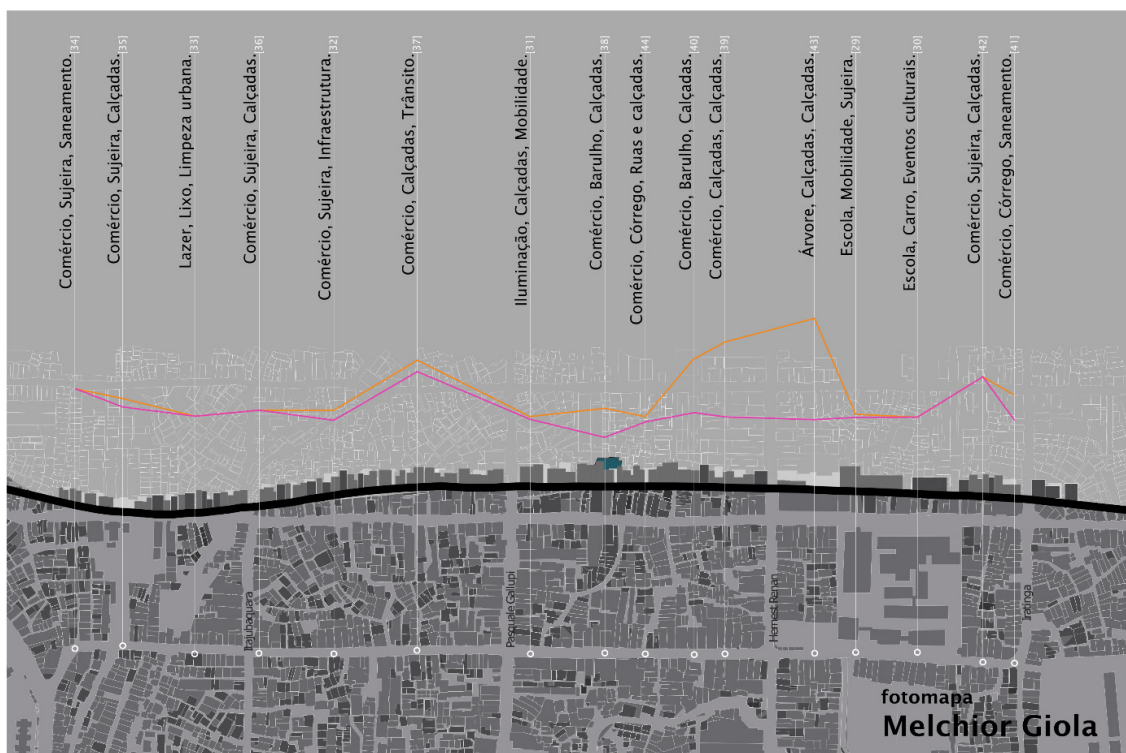 Comércio, Sujeira, Saneamento. [34]
Comércio, Sujeira, Calçadas. [35]
Lazer, Lixo, Limpeza urbana. [33]
Comércio, Sujeira, Calçadas. [36]
Comércio, Sujeira, Infraestrutura. [32]
Comércio, Calçadas, Trânsito. [37]
Iluminação, Calçadas, Mobilidade. [31]
Comércio, Barulho, Calçadas. [38]
Comércio, Córrego, Ruas e calçadas. [44]
Comércio, Barulho, Calçadas. [40]
Comércio, Calçadas, Calçadas. [39]
Árvore, Calçadas, Calçadas. [43]
Escola, Mobilidade, Sujeira. [29]
Escola, Carro, Eventos culturais. [30]
Comércio, Sujeira, Calçadas. [42]
Comércio, Córrego, Saneamento. [41]
Itajubaquara
Pasquale Gallupi
Hernest Renan
Iratinga
fotomapa
Melchior Giola